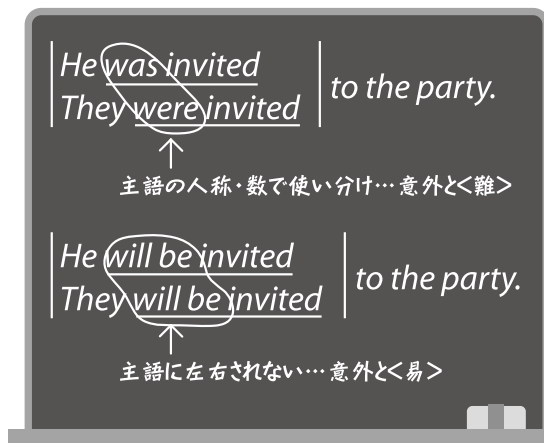 He was invited
They were invited
to the party.
主語の人称・数で使い分け…意外と<難>
He will be invited
They will be invited
to the party.
主語に左右されない…意外と<易>